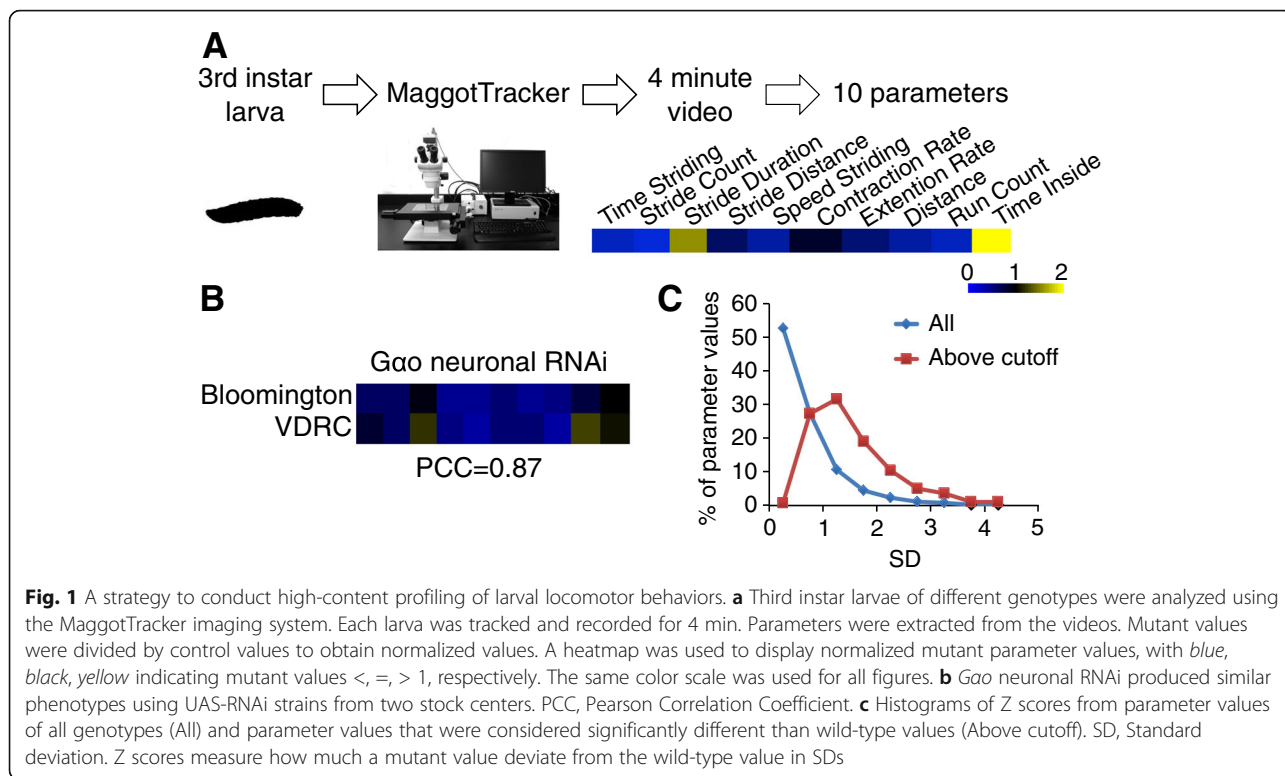 A
3rd instar larva
MaggotTracker
4 minute video
10 parameters
Time Striding
Stride Count
Stride Duration
Stride Distance
Speed Striding
Contraction Rate
Extention Rate
Distance
Run Count
Time Inside
0 1 2
B
Gαo neuronal RNAi
Bloomington
VDRC
PCC=0.87
C
% of parameter values
60
50
40
30
20
10
0
0 1 2 3 4 5
SD
All
Above cutoff
Fig. 1 A strategy to conduct high-content profiling of larval locomotor behaviors. a Third instar larvae of different genotypes were analyzed using
the MaggotTracker imaging system. Each larva was tracked and recorded for 4 min. Parameters were extracted from the videos. Mutant values
were divided by control values to obtain normalized values. A heatmap was used to display normalized mutant parameter values, with blue,
black, yellow indicating mutant values <, =, > 1, respectively. The same color scale was used for all figures. b Gαo neuronal RNAi produced similar
phenotypes using UAS-RNAi strains from two stock centers. PCC, Pearson Correlation Coefficient. c Histograms of Z scores from parameter values
of all genotypes (All) and parameter values that were considered significantly different than wild-type values (Above cutoff). SD, Standard
deviation. Z scores measure how much a mutant value deviate from the wild-type value in SDs